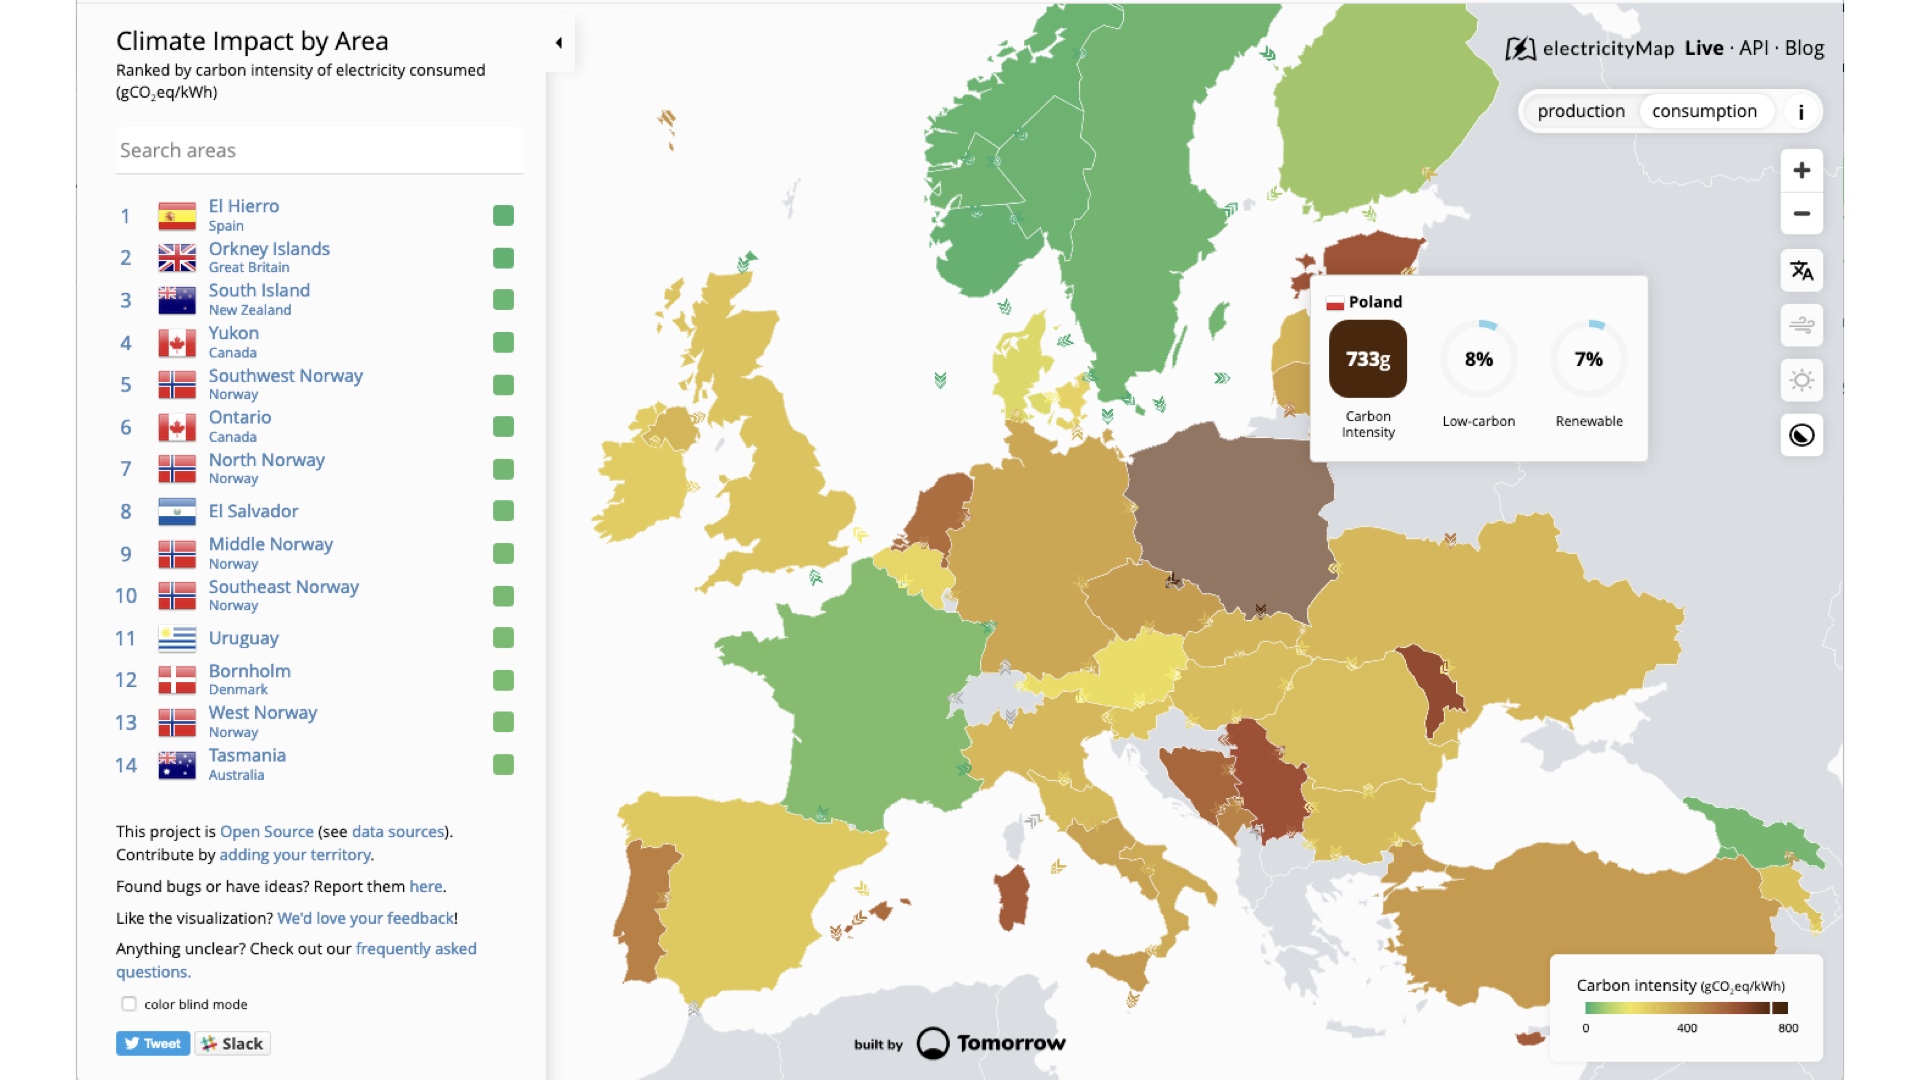 Climate Impact by Area
Ranked by carbon intensity of electricity consumed
(gCO₂eq/kWh)
Search areas
1 El Hierro
Spain
2 Orkney Islands
Great Britain
3 South Island
New Zealand
4 Yukon
Canada
5 Southwest Norway
Norway
6 Ontario
Canada
7 North Norway
Norway
8 El Salvador
9 Middle Norway
Norway
10 Southeast Norway
Norway
11 Uruguay
12 Bornholm
Denmark
13 West Norway
Norway
14 Tasmania
Australia
This project is Open Source (see data sources).
Contribute by adding your territory.
Found bugs or have ideas? Report them here.
Like the visualization? We'd love your feedback!
Anything unclear? Check out our frequently asked
questions.
color blind mode
Tweet Slack
electricityMap Live · API · Blog
production consumption i
+
−
Poland
733g 8% 7%
Carbon
Intensity
Low-carbon
Renewable
Carbon intensity (gCO₂eq/kWh)
0 400 800
built by Tomorrow